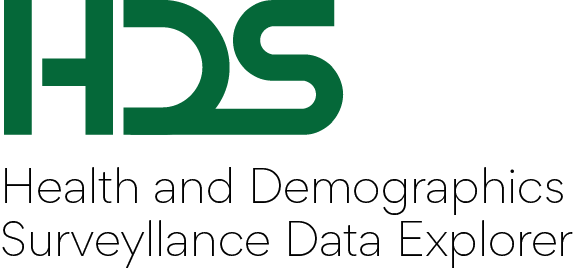 HDS
Health and Demographics
Surveyllance Data Explorer